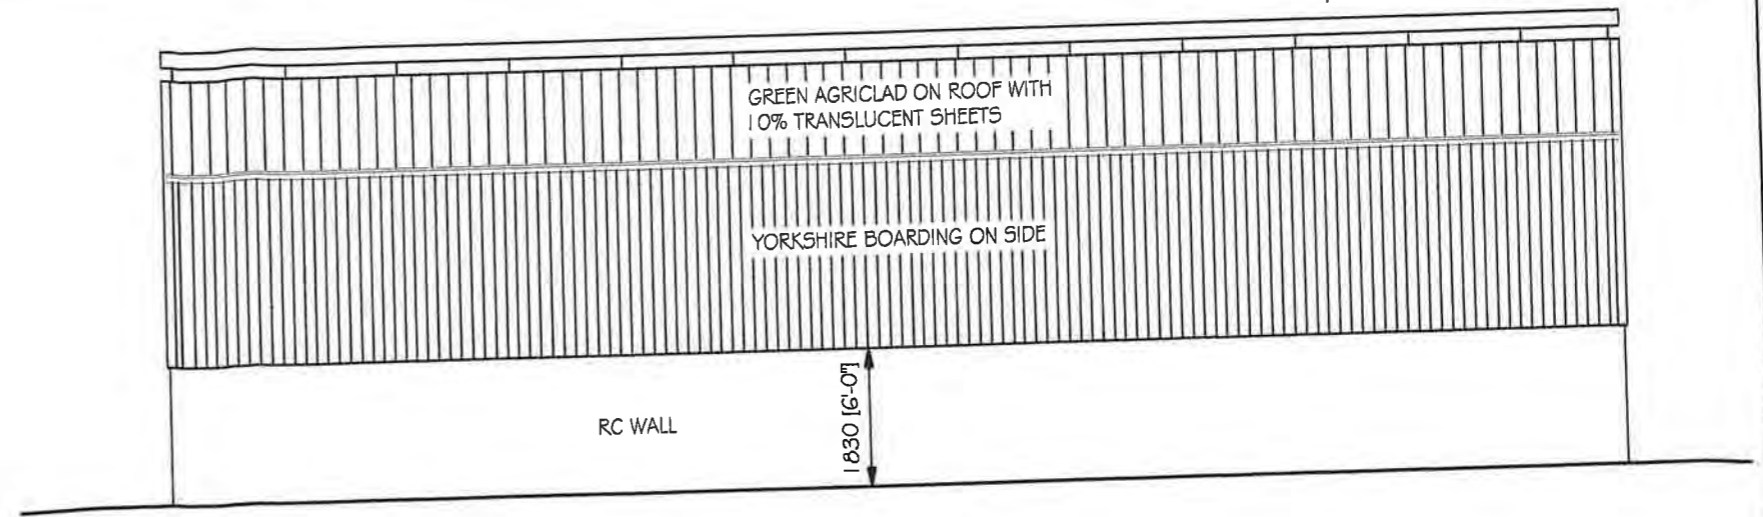 GREEN AGRICLAD ON ROOF WITH
10% TRANSLUCENT SHEETS
YORKSHIRE BOARDING ON SIDE
RC WALL
1830 [6'-0"]